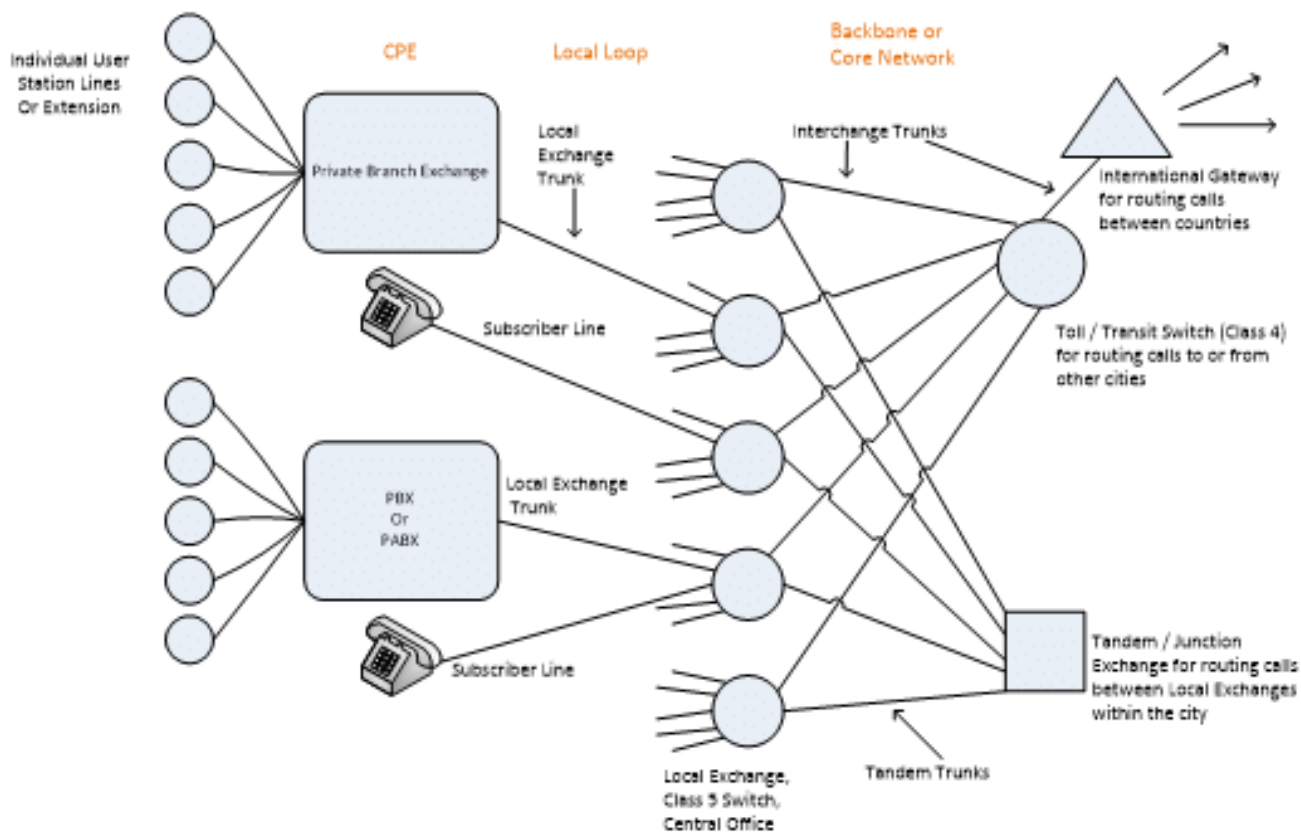 Individual User
Station Lines
Or Extension
CPE
Local Loop
Backbone or
Core Network
Private Branch Exchange
Local
Exchange
Trunk
Interchange Trunks
International Gateway
for routing calls
between countries
Subscriber Line
Toll / Transit Switch (Class 4)
for routing calls to or from
other cities
PBX
Or
PABX
Local Exchange
Trunk
Subscriber Line
Tandem / Junction
Exchange for routing calls
between Local Exchanges
within the city
Tandem Trunks
Local Exchange,
Class 5 Switch,
Central Office